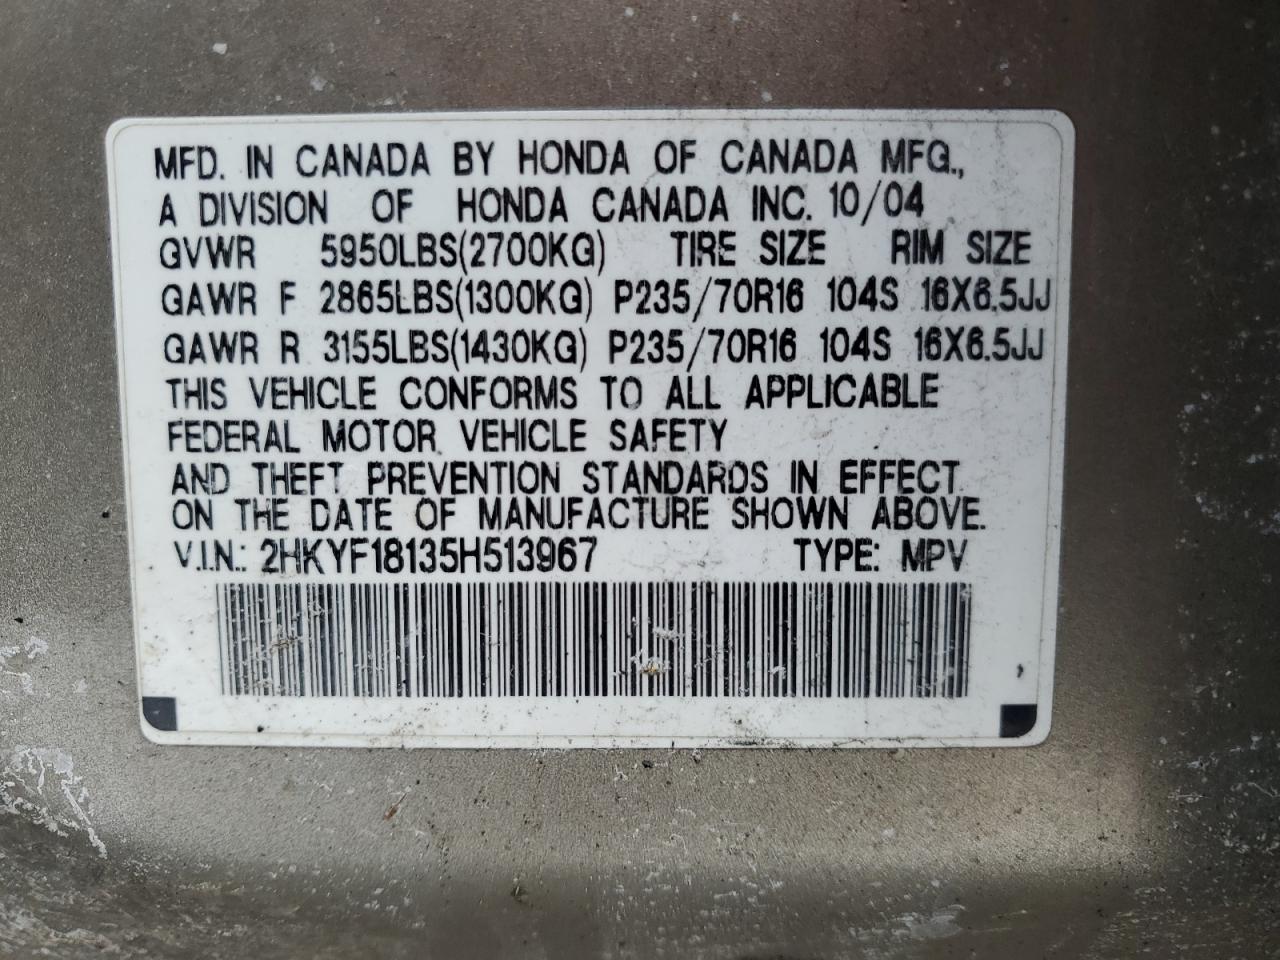 MFD. IN CANADA BY HONDA OF CANADA MFG.,
A DIVISION OF HONDA CANADA INC. 10/04
GVWR 5950LBS(2700KG) TIRE SIZE RIM SIZE
GAWR F 2865LBS(1300KG) P235/70R16 104S 16X6.5JJ
GAWR R 3155LBS(1430KG) P235/70R16 104S 16X6.5JJ
THIS VEHICLE CONFORMS TO ALL APPLICABLE
FEDERAL MOTOR VEHICLE SAFETY
AND THEFT PREVENTION STANDARDS IN EFFECT
ON THE DATE OF MANUFACTURE SHOWN ABOVE.
V.I.N.: 2HKYF18135H513967 TYPE: MPV